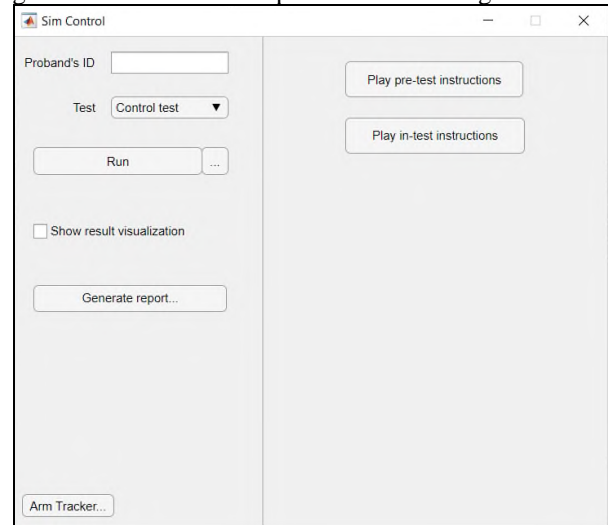 Sim Control
Proband's ID
Test Control test
Run ...
Show result visualization
Generate report...
Arm Tracker...
Play pre-test instructions
Play in-test instructions